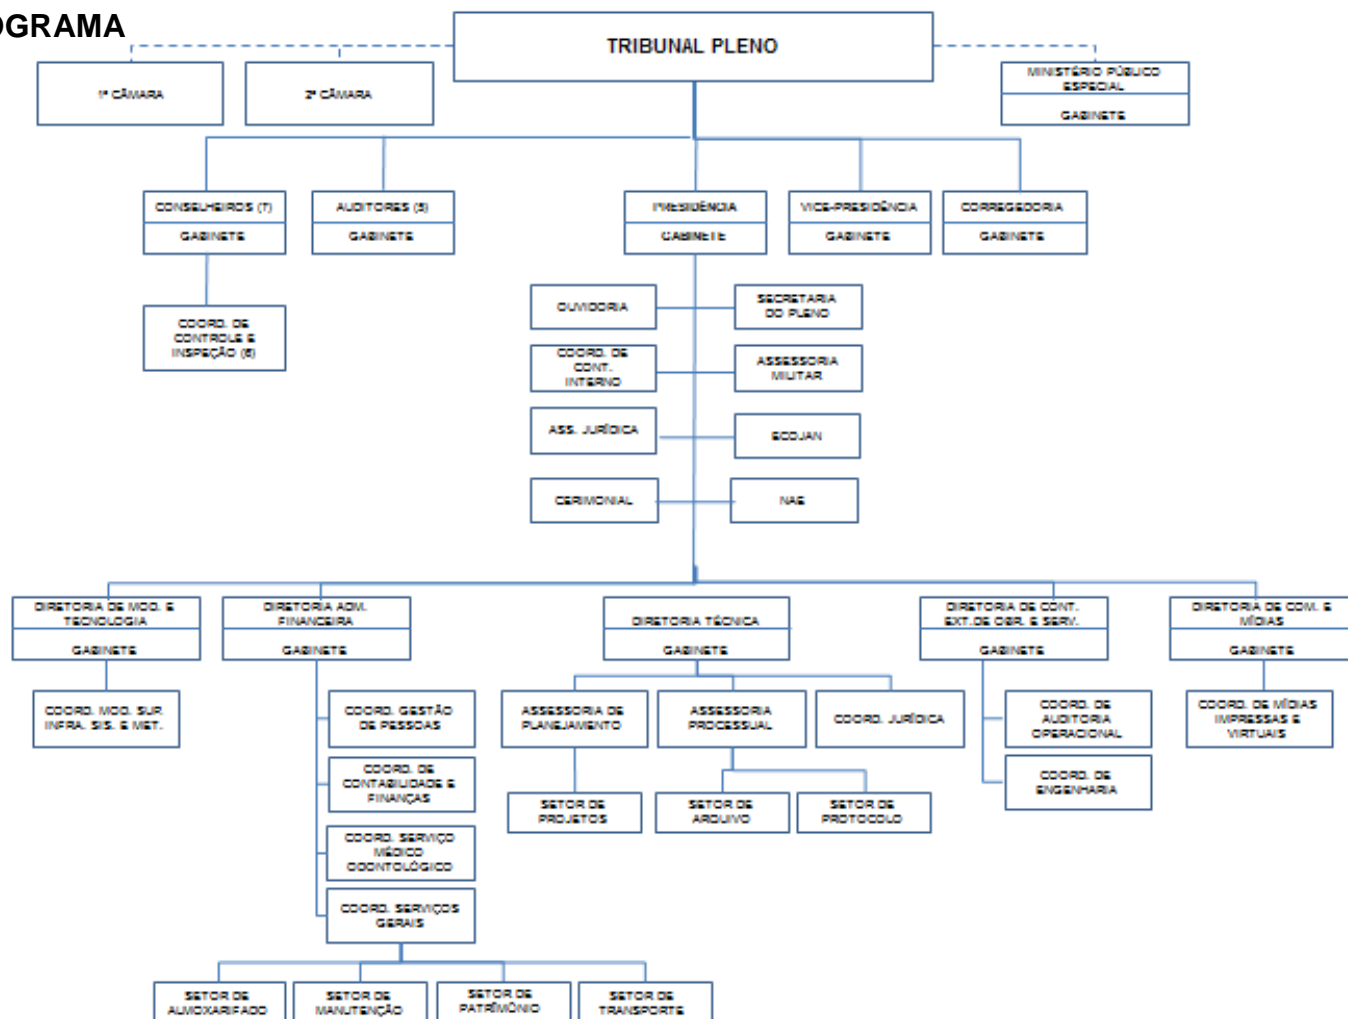 OGRAMA
TRIBUNAL PLENO
1ª CÂMARA
2ª CÂMARA
MINISTÉRIO PÚBLICO
ESPECIAL
GABINETE
CONSELHEIROS (7)
GABINETE
AUDITORES (3)
GABINETE
PRESIDÊNCIA
GABINETE
VICE-PRESIDÊNCIA
GABINETE
CORREGEDORIA
GABINETE
COORD. DE
CONTROLE E
INSPEÇÃO (6)
OUVIDORIA
SECRETARIA
DO PLENO
COORD. DE
CONT.
INTERNO
ASSESSORIA
MILITAR
ASS. JURÍDICA
ECOJAN
CERIMONIAL
NAE
DIRETORIA DE MOD. E
TECNOLOGIA
GABINETE
DIRETORIA ADM.
FINANCEIRA
GABINETE
DIRETORIA TÉCNICA
GABINETE
DIRETORIA DE CONT.
EXT.DE OBR. E SERV.
GABINETE
DIRETORIA DE COM. E
MÍDIAS
GABINETE
COORD. MOD. SUP.
INFRA. SIS. E MET.
COORD. GESTÃO
DE PESSOAS
ASSESSORIA DE
PLANEJAMENTO
ASSESSORIA
PROCESSUAL
COORD. JURÍDICA
COORD. DE
AUDITORIA
OPERACIONAL
COORD. DE MÍDIAS
IMPRESSAS E
VIRTUAIS
COORD. DE
CONTABILIDADE E
FINANÇAS
COORD. DE
ENGENHARIA
SETOR DE
PROJETOS
SETOR DE
ARQUIVO
SETOR DE
PROTOCOLO
COORD. SERVIÇO
MÉDICO
ODONTOLÓGICO
COORD. SERVIÇOS
GERAIS
SETOR DE
ALMOXARIFADO
SETOR DE
MANUTENÇÃO
SETOR DE
PATRIMÔNIO
SETOR DE
TRANSPORTE